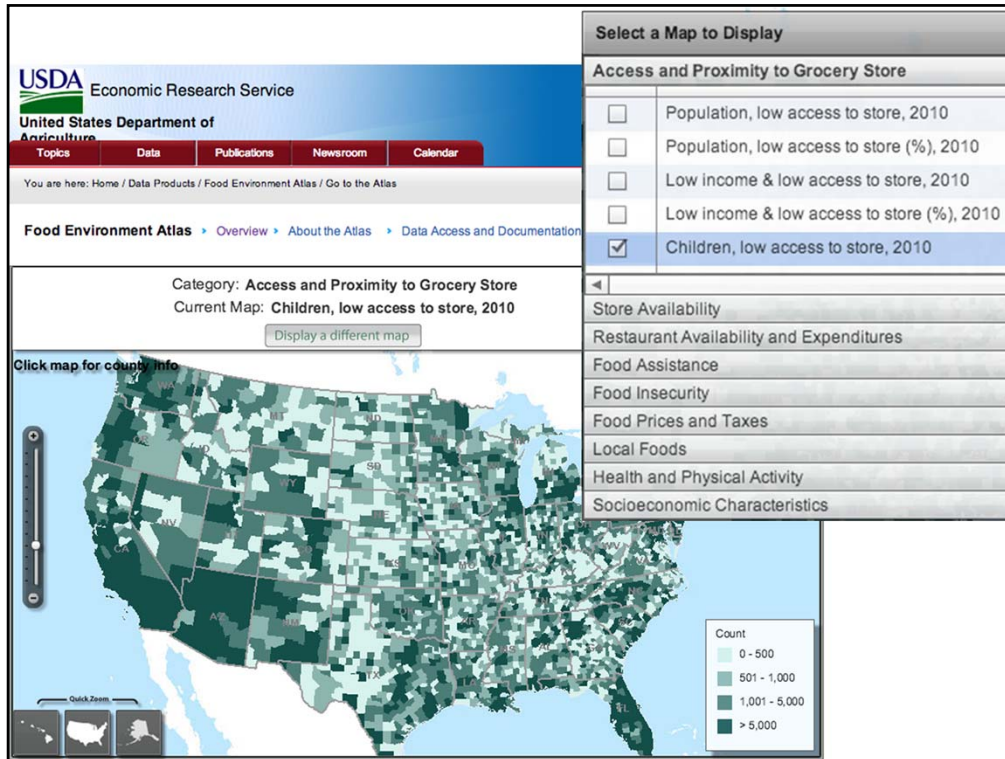 USDA
Economic Research Service
United States Department of
Agriculture
Topics Data Publications Newsroom Calendar
You are here: Home / Data Products / Food Environment Atlas / Go to the Atlas
Food Environment Atlas › Overview › About the Atlas › Data Access and Documentation
Category: Access and Proximity to Grocery Store
Current Map: Children, low access to store, 2010
Display a different map
Click map for county info
WA
MT
ND
OR
ID
SD
WY
NV
CA
KS
AZ
TX
FL
Quick Zoom
Count
0 - 500
501 - 1,000
1,001 - 5,000
> 5,000
Select a Map to Display
Access and Proximity to Grocery Store
Population, low access to store, 2010
Population, low access to store (%), 2010
Low income & low access to store, 2010
Low income & low access to store (%), 2010
Children, low access to store, 2010
Store Availability
Restaurant Availability and Expenditures
Food Assistance
Food Insecurity
Food Prices and Taxes
Local Foods
Health and Physical Activity
Socioeconomic Characteristics